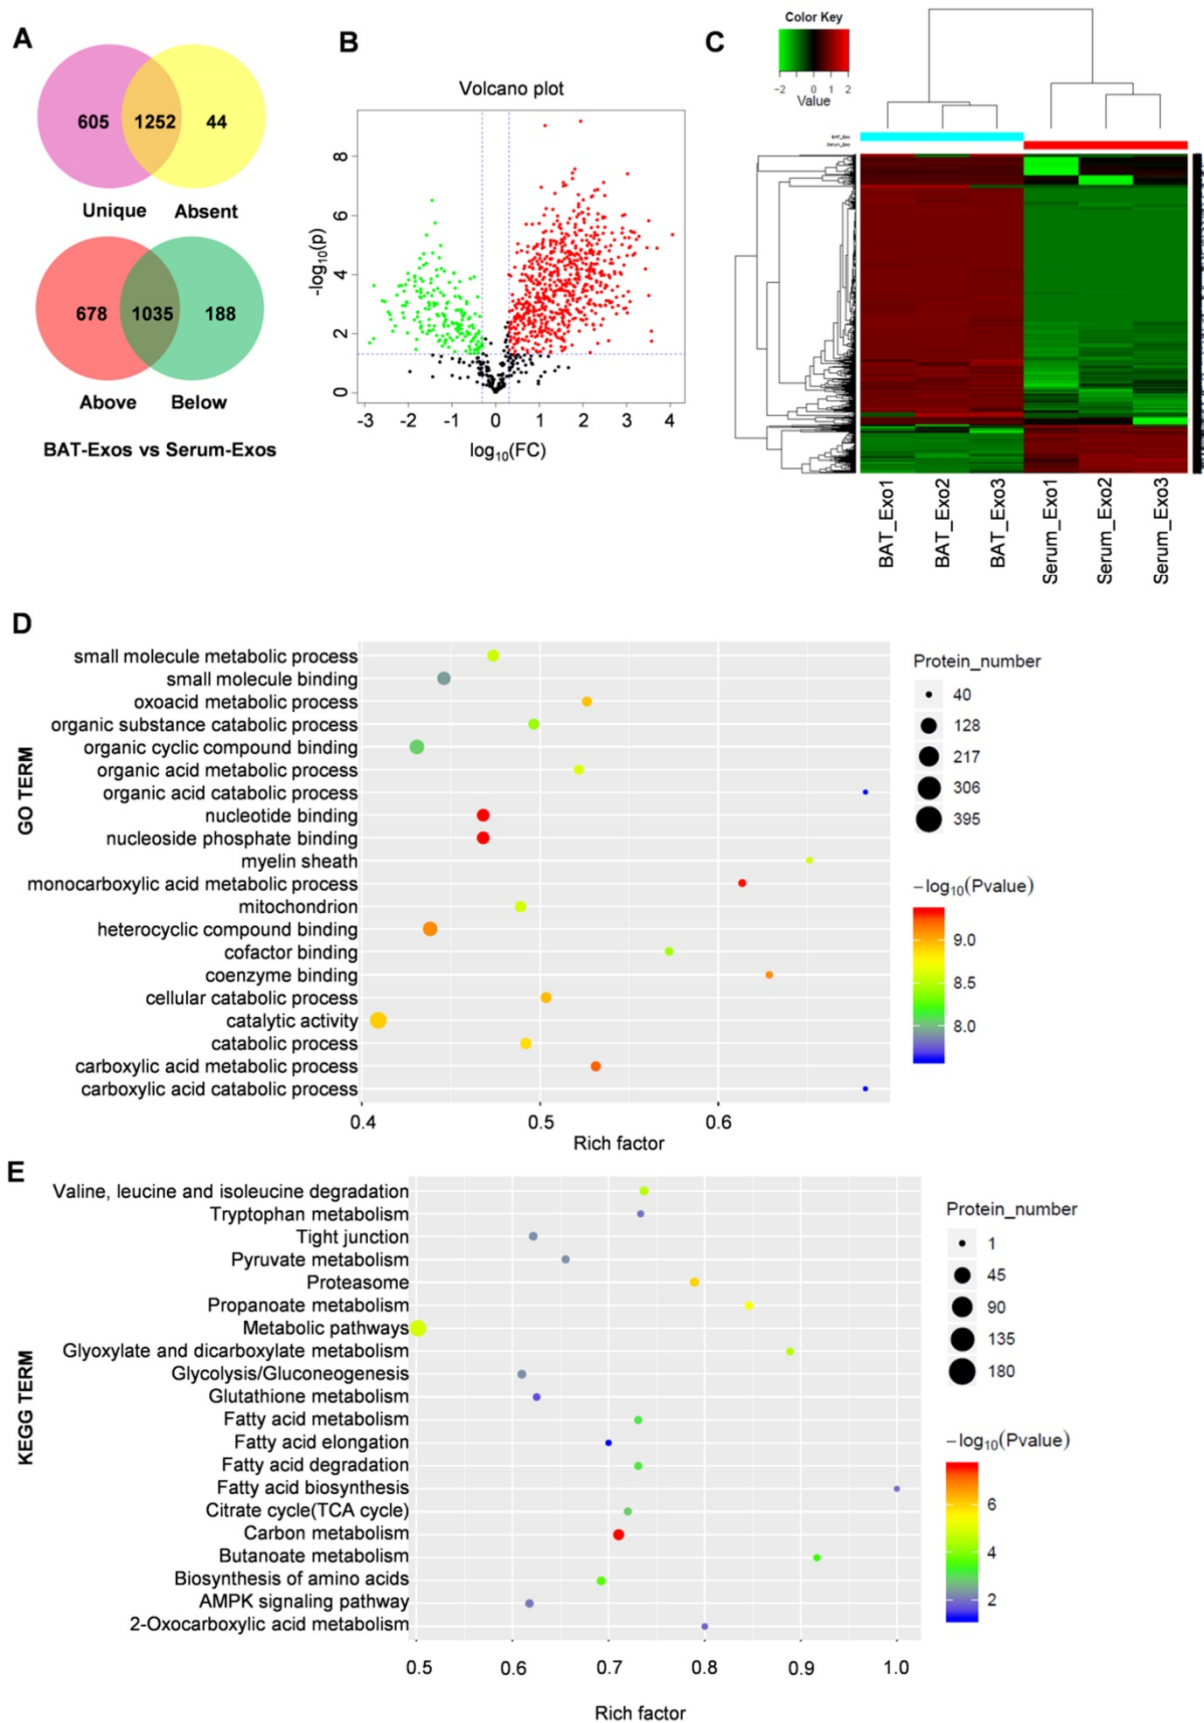 A
605
1252
44
Unique
Absent
678
1035
188
Above
Below
BAT-Exos vs Serum-Exos
B
Volcano plot
-log10(p)
8
6
4
2
0
-3
-2
-1
0
1
2
3
4
log10(FC)
C
Color Key
-2
0
1
2
Value
BAT_Exo
Serum_Exo
BAT_Exo1
BAT_Exo2
BAT_Exo3
Serum_Exo1
Serum_Exo2
Serum_Exo3
D
GO TERM
small molecule metabolic process
small molecule binding
oxoacid metabolic process
organic substance catabolic process
organic cyclic compound binding
organic acid metabolic process
organic acid catabolic process
nucleotide binding
nucleoside phosphate binding
myelin sheath
monocarboxylic acid metabolic process
mitochondrion
heterocyclic compound binding
cofactor binding
coenzyme binding
cellular catabolic process
catalytic activity
catabolic process
carboxylic acid metabolic process
carboxylic acid catabolic process
0.4
0.5
0.6
Rich factor
Protein_number
40
128
217
306
395
−log10(Pvalue)
9.0
8.5
8.0
E
KEGG TERM
Valine, leucine and isoleucine degradation
Tryptophan metabolism
Tight junction
Pyruvate metabolism
Proteasome
Propanoate metabolism
Metabolic pathways
Glyoxylate and dicarboxylate metabolism
Glycolysis/Gluconeogenesis
Glutathione metabolism
Fatty acid metabolism
Fatty acid elongation
Fatty acid degradation
Fatty acid biosynthesis
Citrate cycle(TCA cycle)
Carbon metabolism
Butanoate metabolism
Biosynthesis of amino acids
AMPK signaling pathway
2-Oxocarboxylic acid metabolism
0.5
0.6
0.7
0.8
0.9
1.0
Rich factor
Protein_number
1
45
90
135
180
−log10(Pvalue)
6
4
2